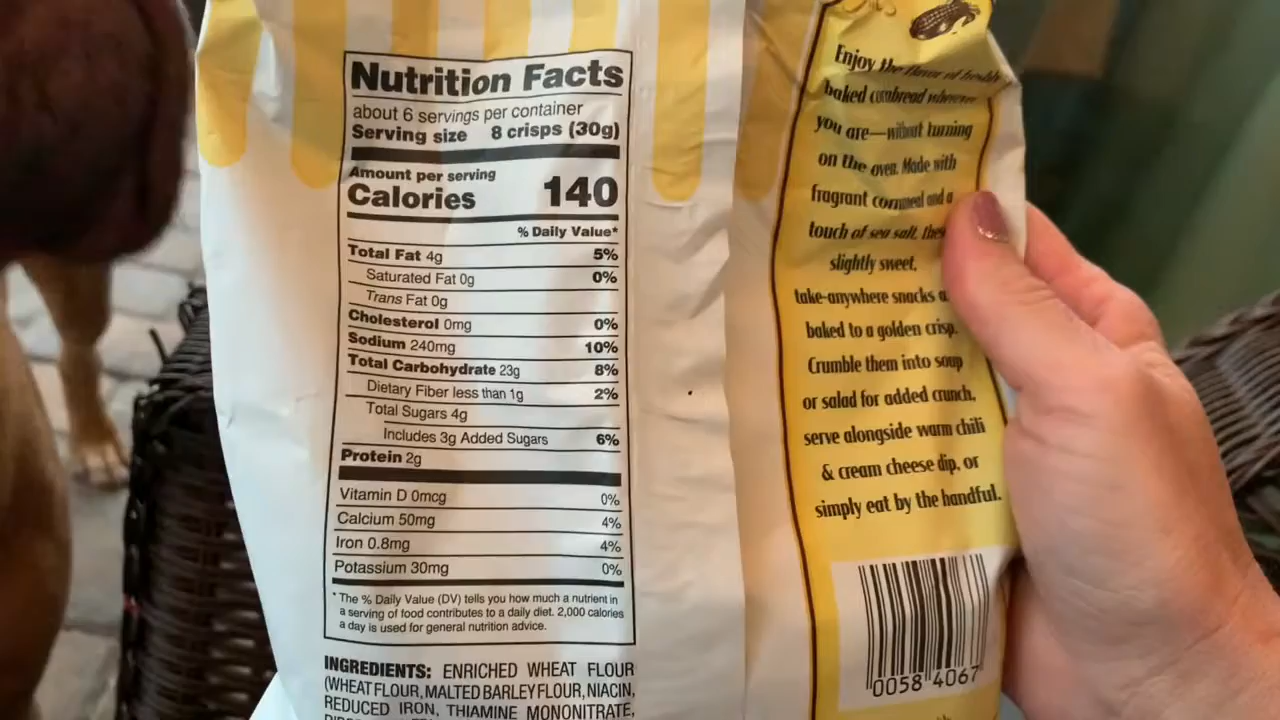 Nutrition Facts
about 6 servings per container
Serving size 8 crisps (30g)
Amount per serving
Calories 140
% Daily Value*
Total Fat 4g 5%
Saturated Fat 0g 0%
Trans Fat 0g
Cholesterol 0mg 0%
Sodium 240mg 10%
Total Carbohydrate 23g 8%
Dietary Fiber less than 1g 2%
Total Sugars 4g
Includes 3g Added Sugars 6%
Protein 2g
Vitamin D 0mcg 0%
Calcium 50mg 4%
Iron 0.8mg 4%
Potassium 30mg 0%
* The % Daily Value (DV) tells you how much a nutrient in
a serving of food contributes to a daily diet. 2,000 calories
a day is used for general nutrition advice.
INGREDIENTS: ENRICHED WHEAT FLOUR
(WHEAT FLOUR, MALTED BARLEY FLOUR, NIACIN,
REDUCED IRON, THIAMINE MONONITRATE,
Enjoy the flavor of freshly
baked cornbread wherever
you are—without turning
on the oven. Made with
fragrant cornmeal and a
touch of sea salt, these
slightly sweet,
take-anywhere snacks
baked to a golden crisp.
Crumble them into soup
or salad for added crunch,
serve alongside warm chili
& cream cheese dip, or
simply eat by the handful.
0058 4067